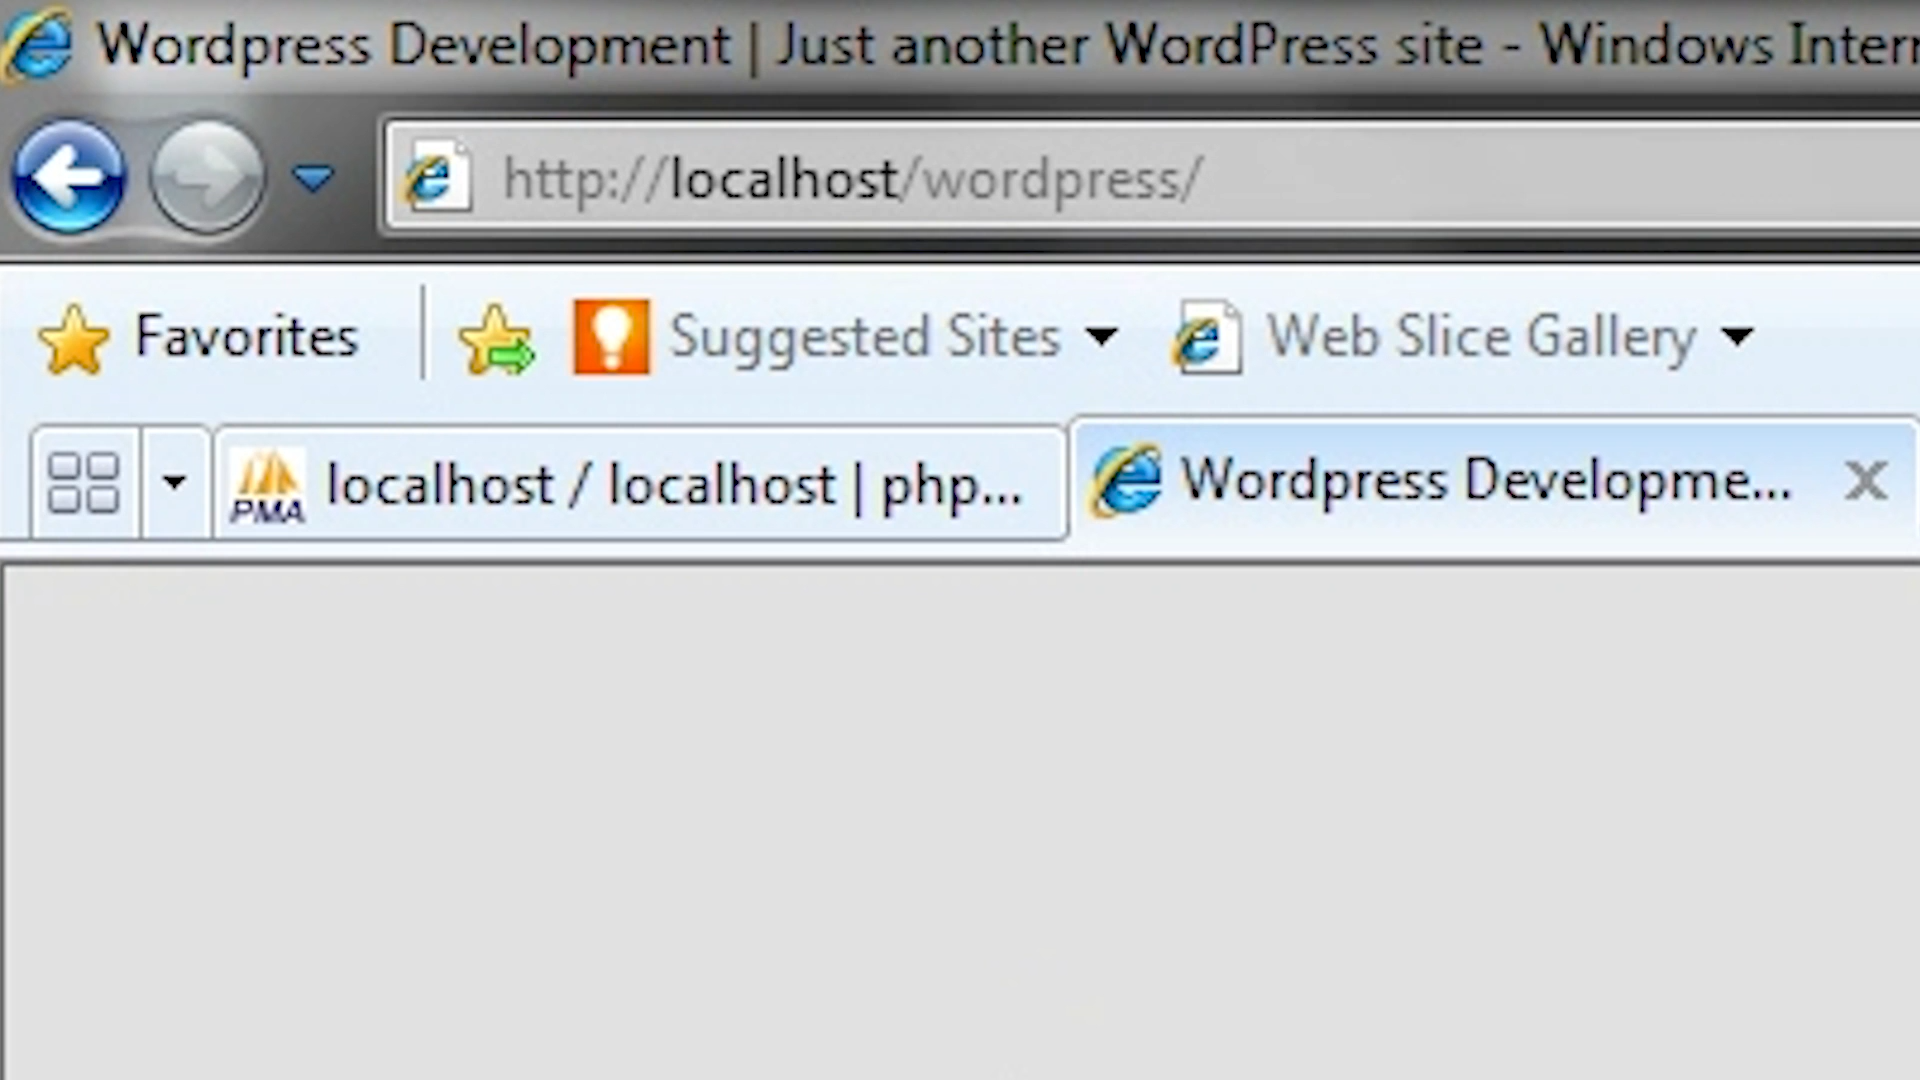 Wordpress Development | Just another WordPress site - Windows Intern
http://localhost/wordpress/
Favorites Suggested Sites Web Slice Gallery
PMA localhost / localhost | php... Wordpress Developme...